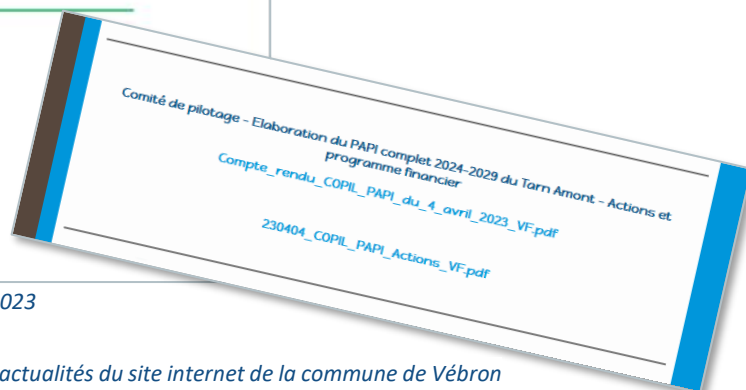 Comité de pilotage - Elaboration du PAPI complet 2024-2029 du Tarn Amont - Actions et
programme financier
Compte_rendu_COPIL_PAPI_du_4_avril_2023_VF.pdf
230404_COPIL_PAPI_Actions_VF.pdf
023
actualités du site internet de la commune de Vébron